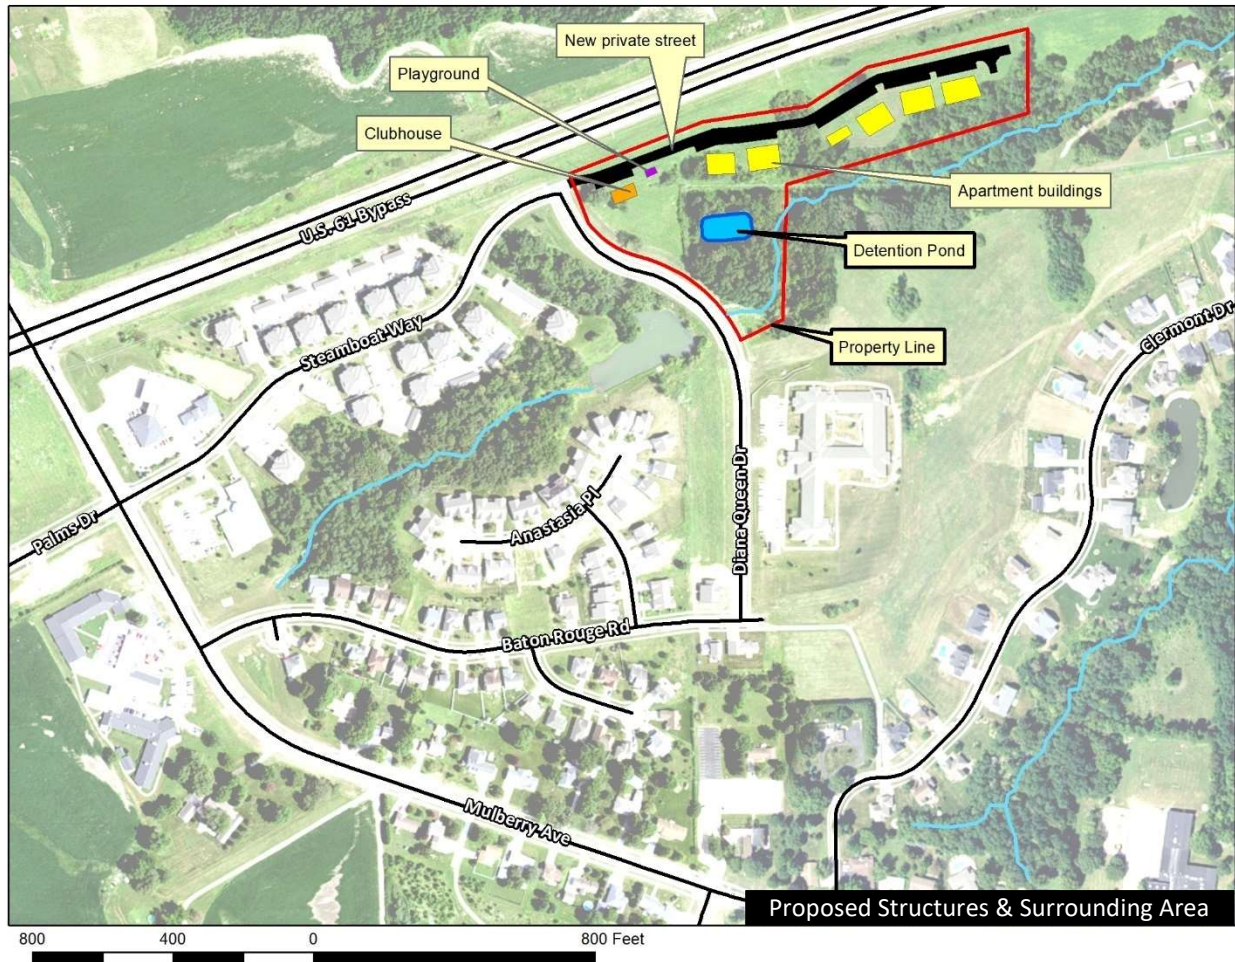 New private street
Playground
Clubhouse
Apartment buildings
U.S. 61 Bypass
Detention Pond
Property Line
Steamboat Way
Clermont Dr
Palms Dr
Anastasia Pl
Diana Queen Dr
Baton Rouge Rd
Mulberry Ave
Proposed Structures & Surrounding Area
800 400 0 800 Feet